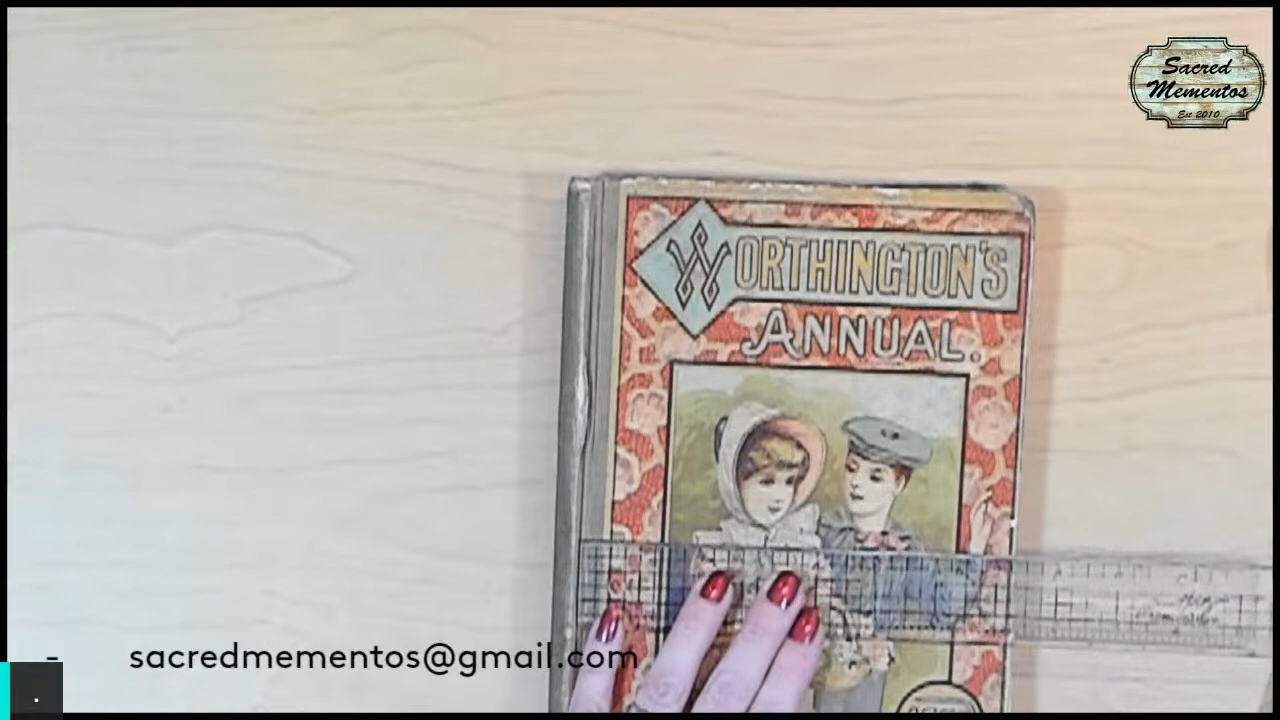 Sacred
Mementos
Est 2010
WORTHINGTON'S
ANNUAL.
- sacredmementos@gmail.com
.